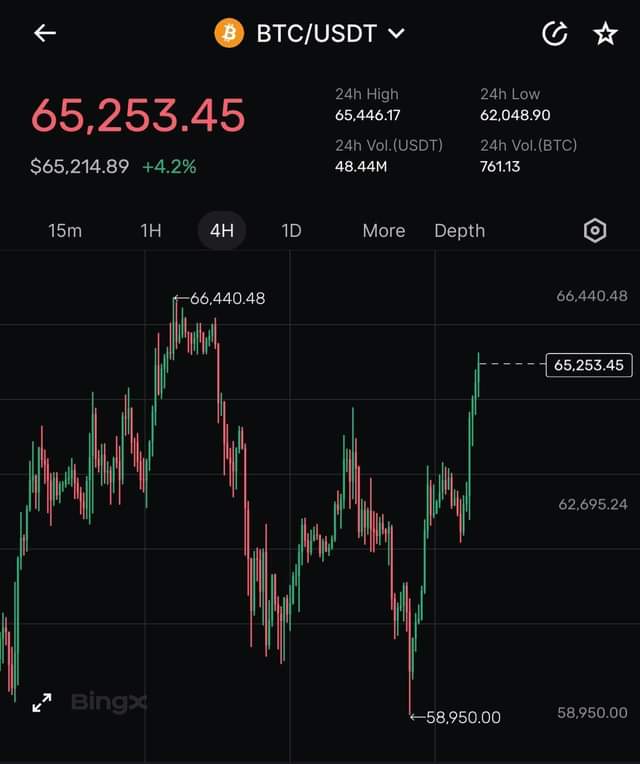 BTC/USDT
65,253.45
$65,214.89 +4.2%
24h High
65,446.17
24h Low
62,048.90
24h Vol.(USDT)
48.44M
24h Vol.(BTC)
761.13
15m 1H 4H 1D More Depth
66,440.48
66,440.48
65,253.45
62,695.24
BingX
58,950.00
58,950.00